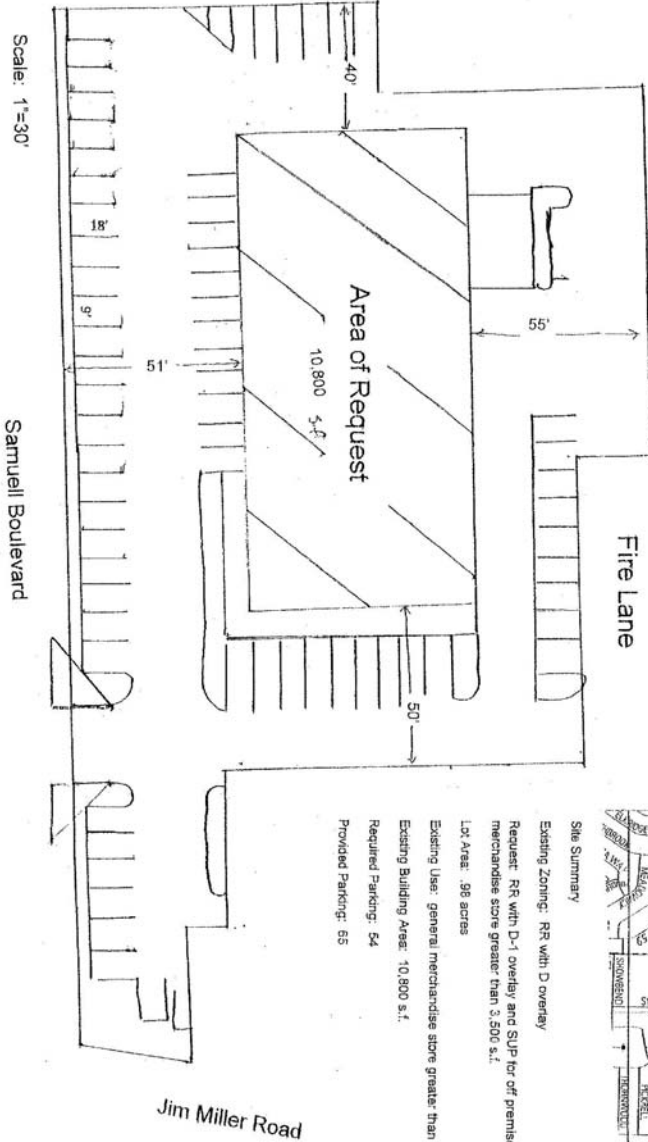 Scale: 1"=30'
Samuell Boulevard
40'
18'
9'
51'
55'
50'
Area of Request
10,800 s.f.
Fire Lane
Jim Miller Road
SHOWBEND
Site Summary
Existing Zoning: RR with D overlay
Request: RR with D-1 overlay and SUP for off premise
merchandise store greater than 3,500 s.f.
Lot Area: .98 acres
Existing Use: general merchandise store greater than
Existing Building Area: 10,800 s.f.
Required Parking: 54
Provided Parking: 65